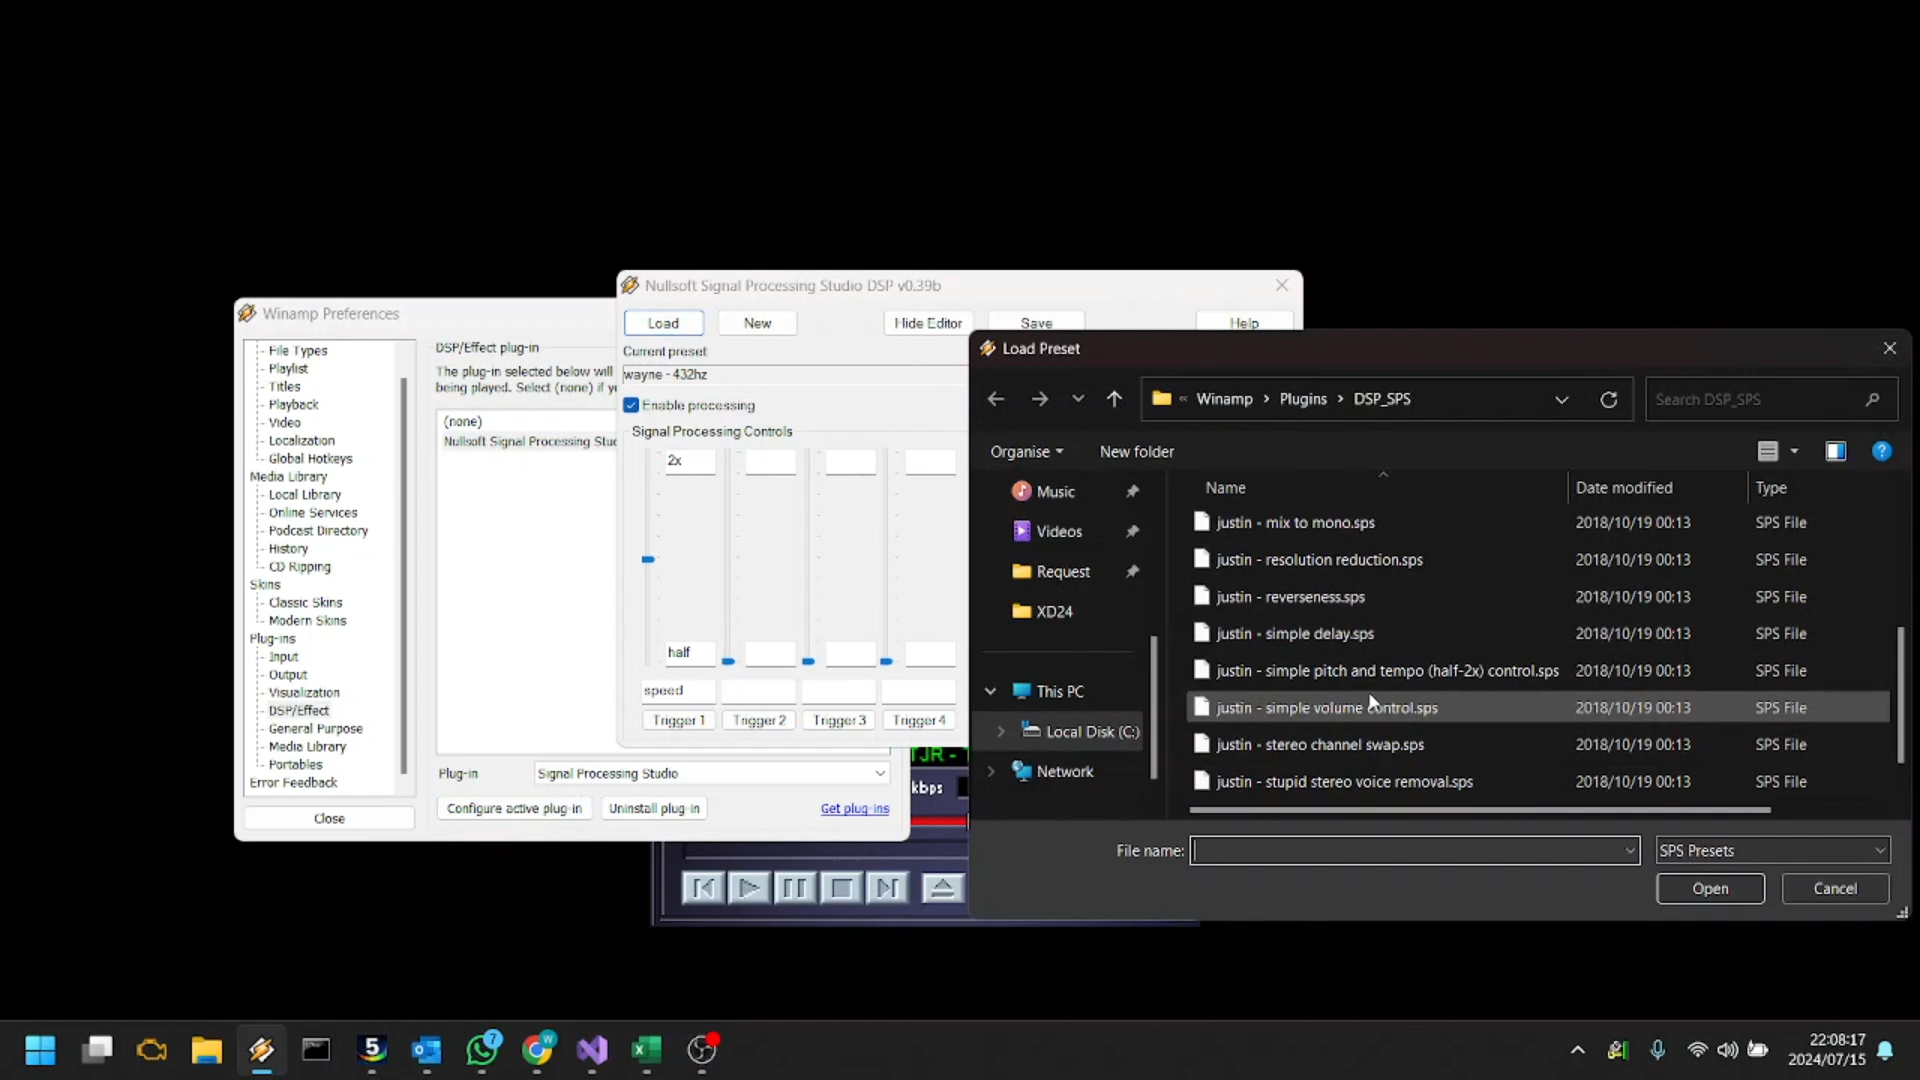 Winamp Preferences
File Types
Playlist
Titles
Playback
Video
Localization
Global Hotkeys
Media Library
Local Library
Online Services
Podcast Directory
History
CD Ripping
Skins
Classic Skins
Modern Skins
Plug-ins
Input
Output
Visualization
DSP/Effect
General Purpose
Media Library
Portables
Error Feedback
Close
DSP/Effect plug-in
The plug-in selected below will
being played. Select (none) if
(none)
Nullsoft Signal Processing
Plug-in
Signal Processing Studio
Configure active plug-in
Uninstall plug-in
Get plug-ins
Nullsoft Signal Processing Studio DSP v0.39b
Load
New
Hide Editor
Save
Help
Current preset
wayne - 432hz
Enable processing
Signal Processing Controls
2x
half
speed
Trigger 1
Trigger 2
Trigger 3
Trigger 4
kbps
Load Preset
« Winamp > Plugins > DSP_SPS
Search DSP_SPS
Organise
New folder
Music
Videos
Request
XD24
This PC
Local Disk (C:)
Network
Name Date modified Type
justin - mix to mono.sps 2018/10/19 00:13 SPS File
justin - resolution reduction.sps 2018/10/19 00:13 SPS File
justin - reverseness.sps 2018/10/19 00:13 SPS File
justin - simple delay.sps 2018/10/19 00:13 SPS File
justin - simple pitch and tempo (half-2x) control.sps 2018/10/19 00:13 SPS File
justin - simple volume control.sps 2018/10/19 00:13 SPS File
justin - stereo channel swap.sps 2018/10/19 00:13 SPS File
justin - stupid stereo voice removal.sps 2018/10/19 00:13 SPS File
File name:
SPS Presets
Open
Cancel
5
7
W
22:08:17
2024/07/15